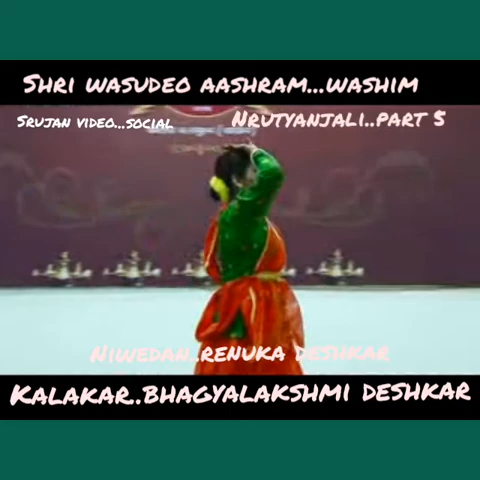 Shri wasudeo aashram...washim
Srujan video...social
Nrutyanjali..part 5
Niwedan..renuka deshkar
Kalakar..bhagyalakshmi deshkar